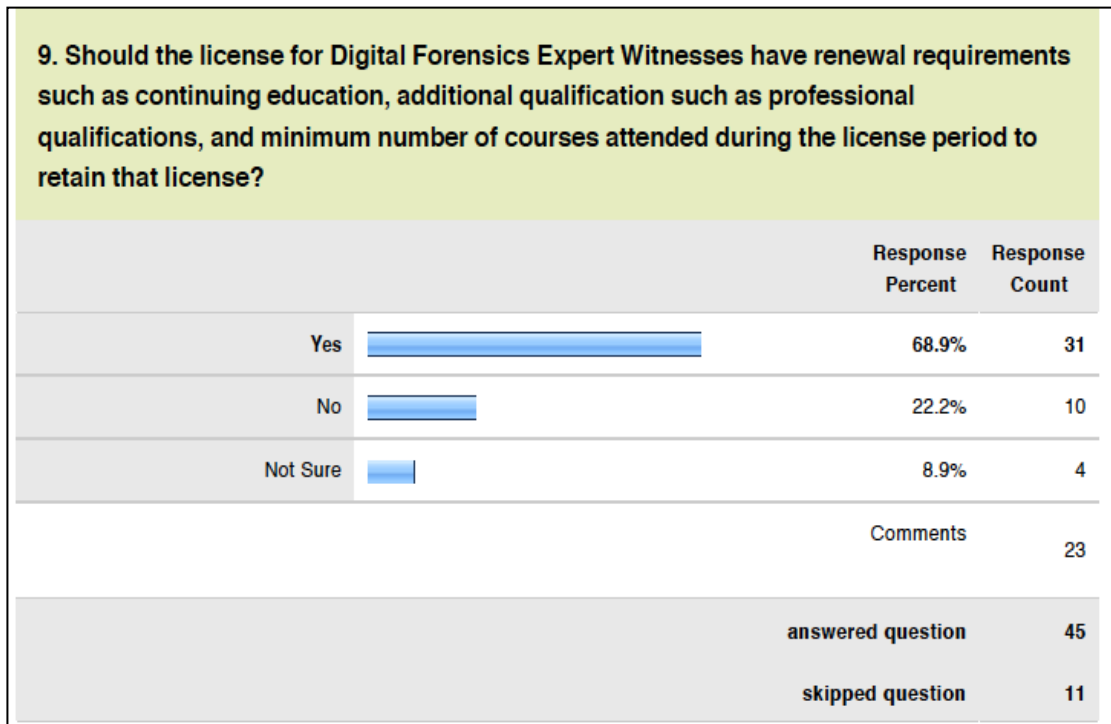 9. Should the license for Digital Forensics Expert Witnesses have renewal requirements
such as continuing education, additional qualification such as professional
qualifications, and minimum number of courses attended during the license period to
retain that license?
Response Response
Percent Count
Yes 68.9% 31
No 22.2% 10
Not Sure 8.9% 4
Comments 23
answered question 45
skipped question 11